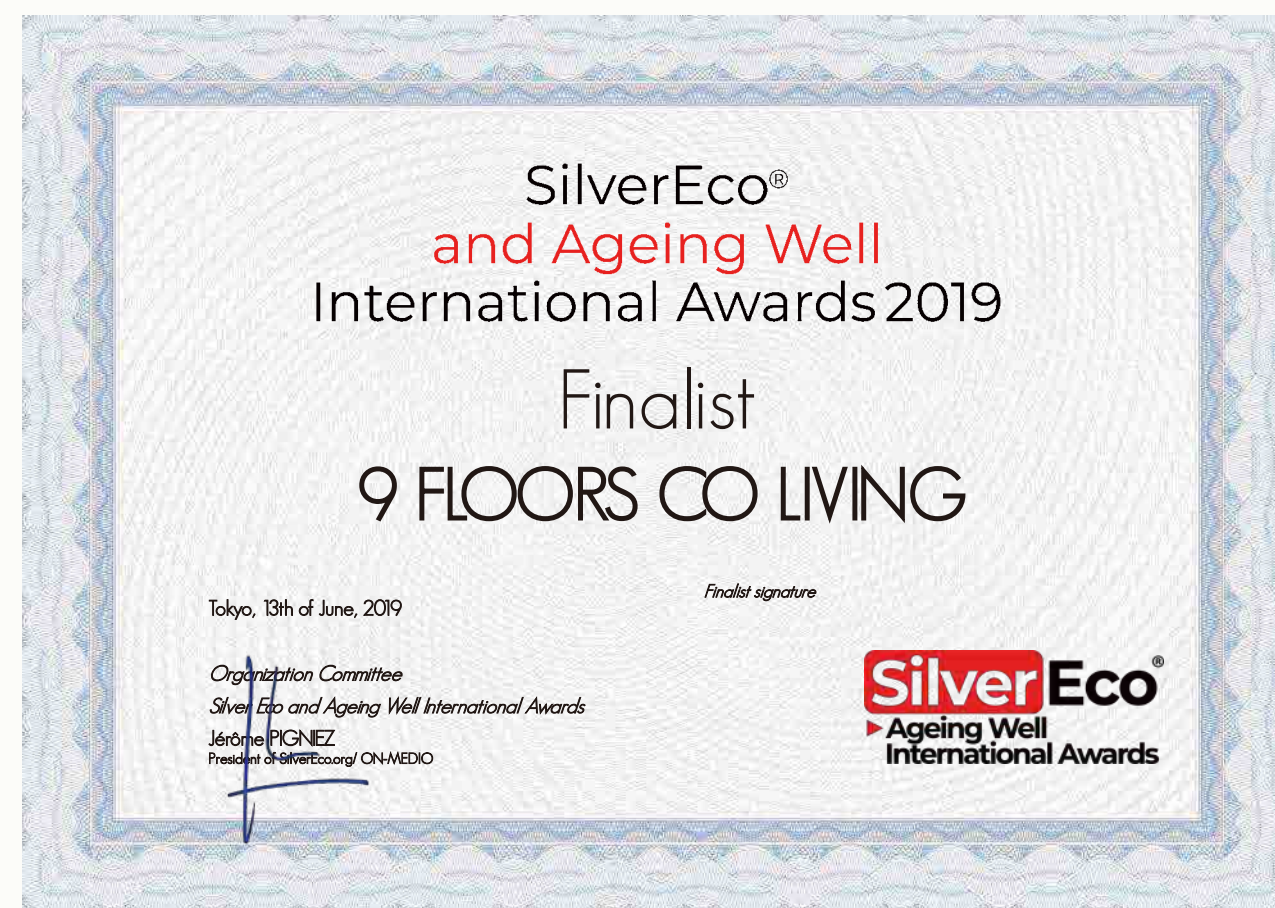 SilverEco®
and Ageing Well
International Awards 2019
Finalist
9 FLOORS CO LIVING
Finalist signature
Tokyo, 13th of June, 2019
Organization Committee
Silver Eco and Ageing Well International Awards
Jérôme PIGNIEZ
President of SilverEco.org/ ON-MEDIO
Silver Eco®
Ageing Well
International Awards